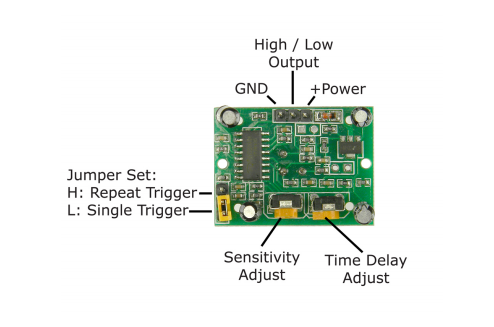 High / Low
Output
GND
+Power
Jumper Set:
H: Repeat Trigger
L: Single Trigger
Sensitivity
Adjust
Time Delay
Adjust